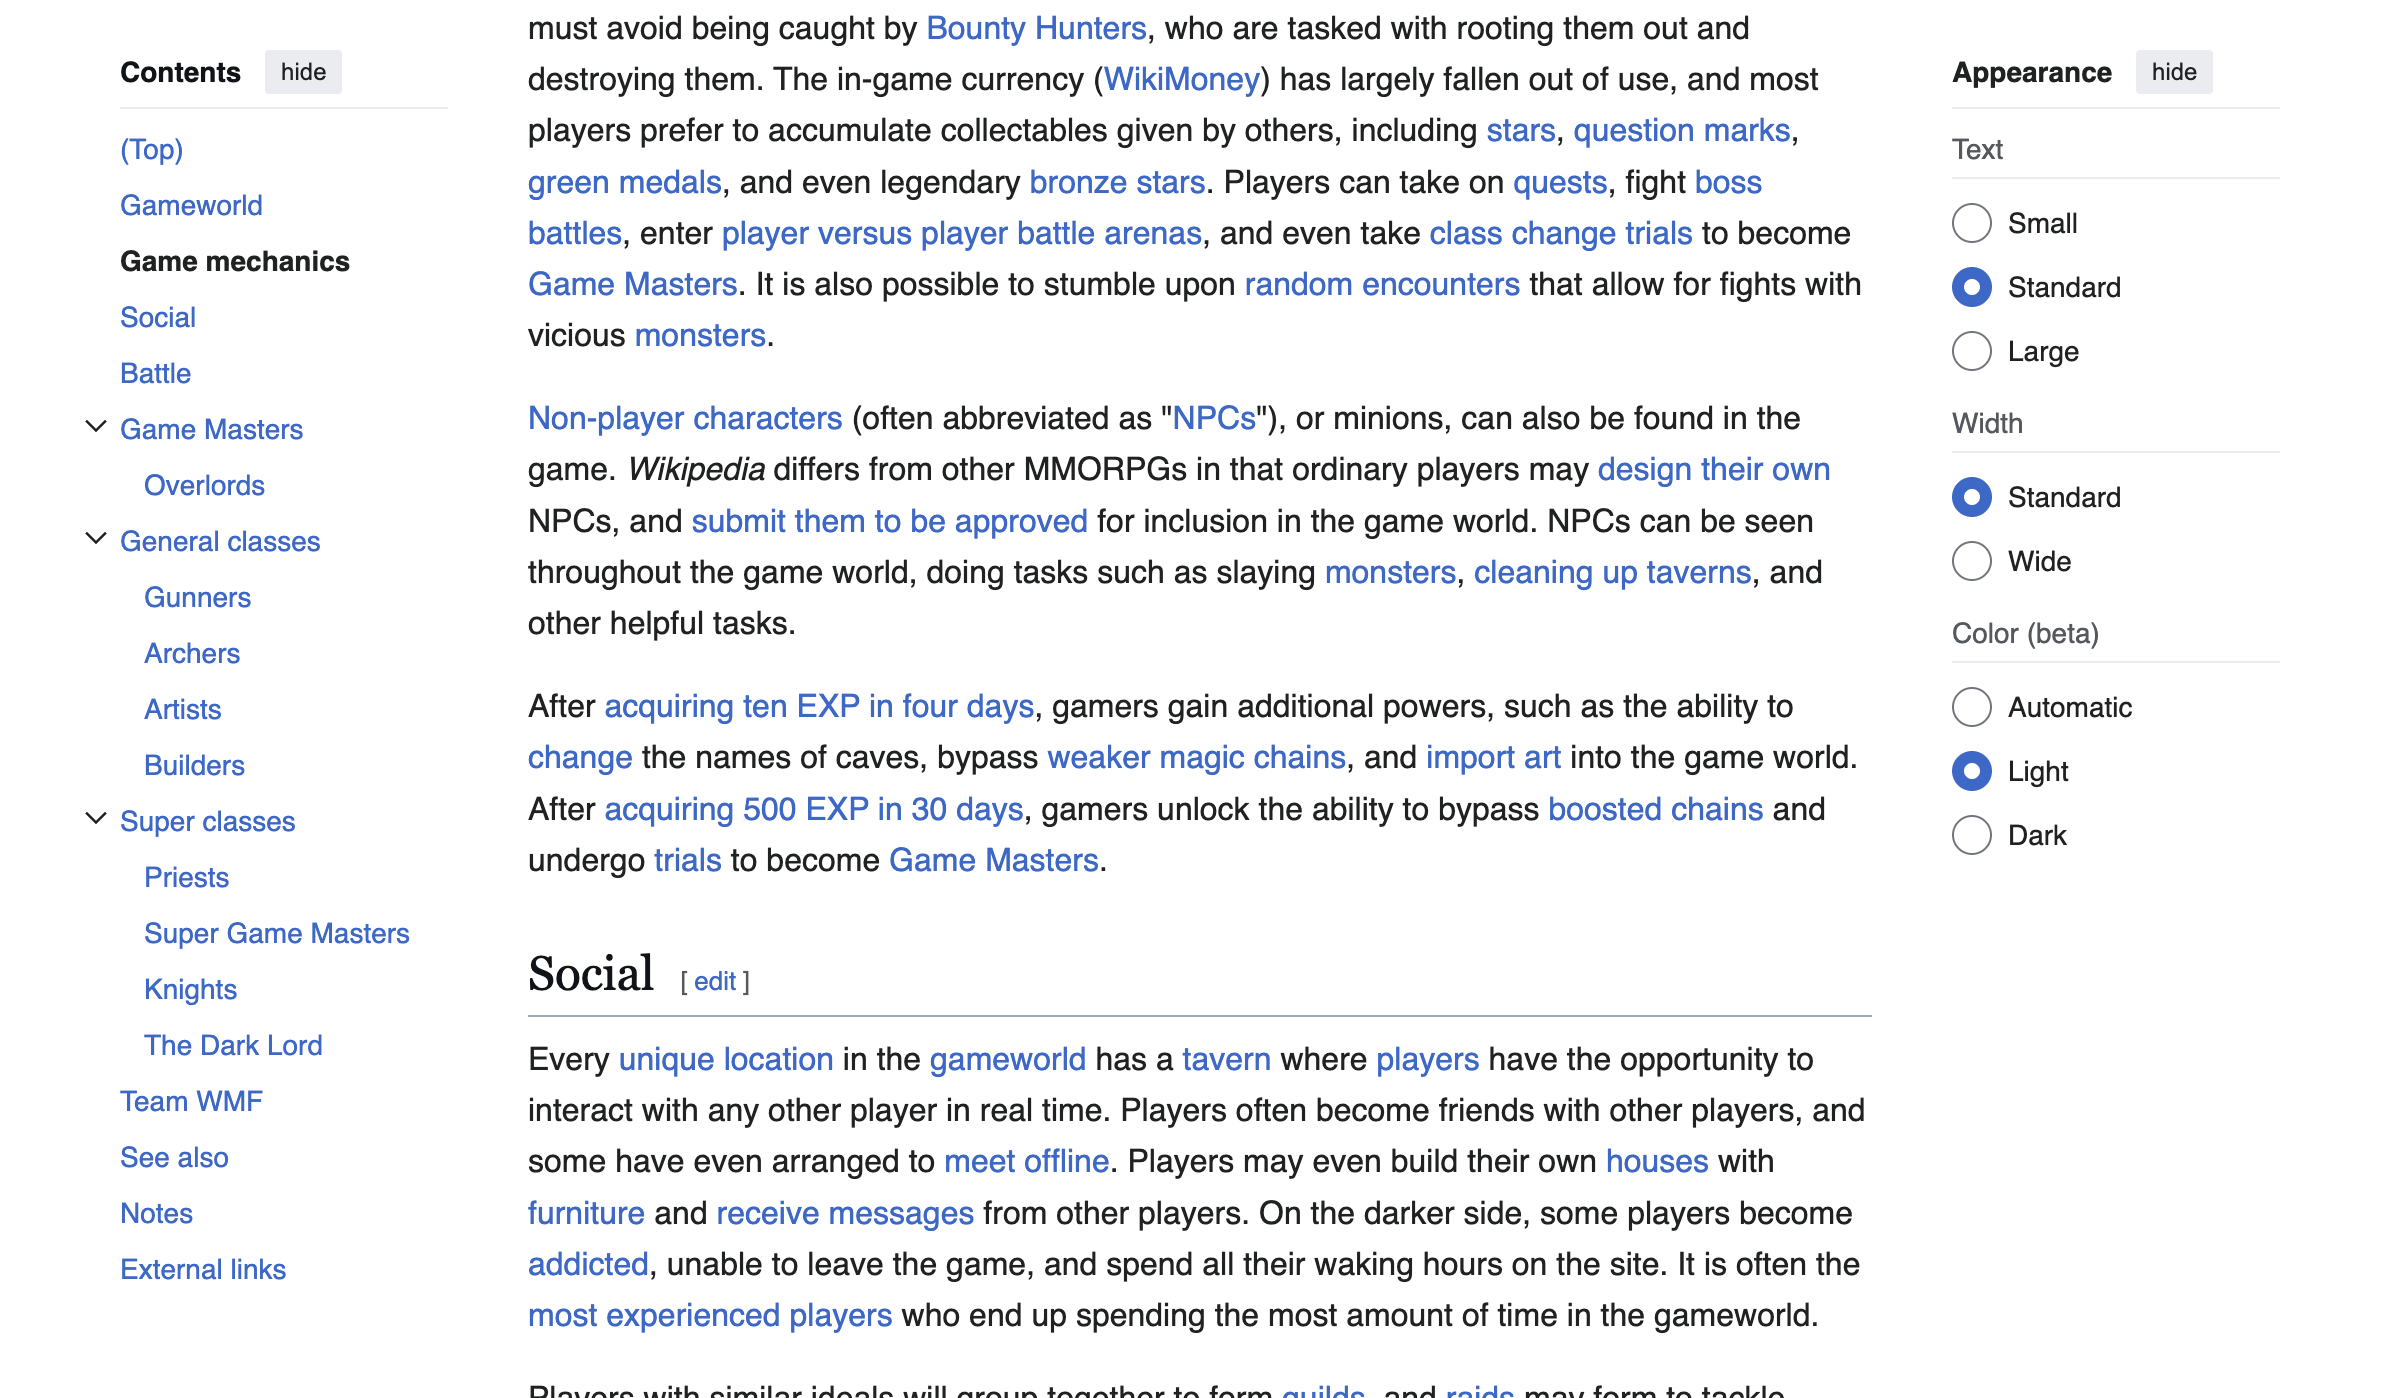 Contents hide
(Top)
Gameworld
Game mechanics
Social
Battle
Game Masters
Overlords
General classes
Gunners
Archers
Artists
Builders
Super classes
Priests
Super Game Masters
Knights
The Dark Lord
Team WMF
See also
Notes
External links
must avoid being caught by Bounty Hunters, who are tasked with rooting them out and
destroying them. The in-game currency (WikiMoney) has largely fallen out of use, and most
players prefer to accumulate collectables given by others, including stars, question marks,
green medals, and even legendary bronze stars. Players can take on quests, fight boss
battles, enter player versus player battle arenas, and even take class change trials to become
Game Masters. It is also possible to stumble upon random encounters that allow for fights with
vicious monsters.
Non-player characters (often abbreviated as "NPCs"), or minions, can also be found in the
game. Wikipedia differs from other MMORPGs in that ordinary players may design their own
NPCs, and submit them to be approved for inclusion in the game world. NPCs can be seen
throughout the game world, doing tasks such as slaying monsters, cleaning up taverns, and
other helpful tasks.
After acquiring ten EXP in four days, gamers gain additional powers, such as the ability to
change the names of caves, bypass weaker magic chains, and import art into the game world.
After acquiring 500 EXP in 30 days, gamers unlock the ability to bypass boosted chains and
undergo trials to become Game Masters.
Social [ edit ]
Every unique location in the gameworld has a tavern where players have the opportunity to
interact with any other player in real time. Players often become friends with other players, and
some have even arranged to meet offline. Players may even build their own houses with
furniture and receive messages from other players. On the darker side, some players become
addicted, unable to leave the game, and spend all their waking hours on the site. It is often the
most experienced players who end up spending the most amount of time in the gameworld.
Players with similar ideals will group together to form guilds, and raids may form to tackle
Appearance hide
Text
Small
Standard
Large
Width
Standard
Wide
Color (beta)
Automatic
Light
Dark